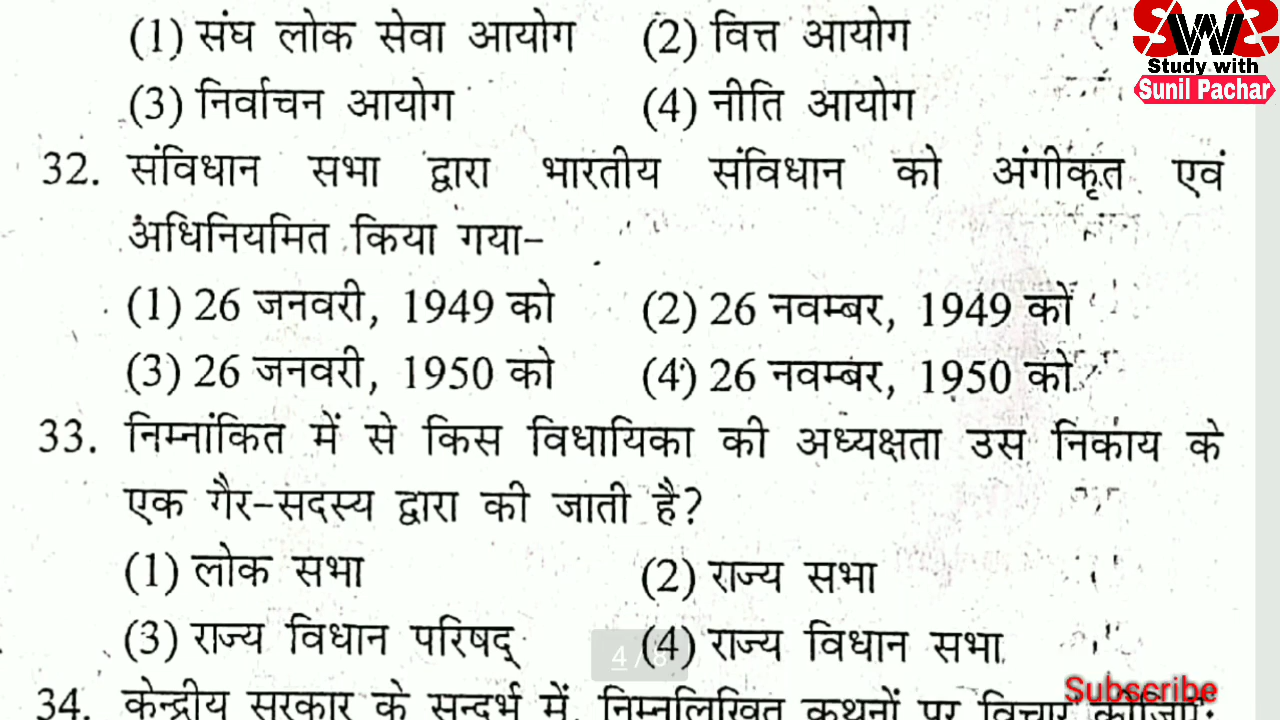 (1) संघ लोक सेवा आयोग (2) वित्त आयोग
(3) निर्वाचन आयोग (4) नीति आयोग
SWS
Study with
Sunil Pachar
32. संविधान सभा द्वारा भारतीय संविधान को अंगीकृत एवं
अधिनियमित किया गया-
(1) 26 जनवरी, 1949 को (2) 26 नवम्बर, 1949 को
(3) 26 जनवरी, 1950 को (4) 26 नवम्बर, 1950 को
33. निम्नांकित में से किस विधायिका की अध्यक्षता उस निकाय के
एक गैर-सदस्य द्वारा की जाती है?
(1) लोक सभा (2) राज्य सभा
(3) राज्य विधान परिषद् (4) राज्य विधान सभा
4 / 8
34. केन्द्रीय सरकार के सन्दर्भ में, निम्नलिखित कथनों पर विचार कीजिए:
Subscribe